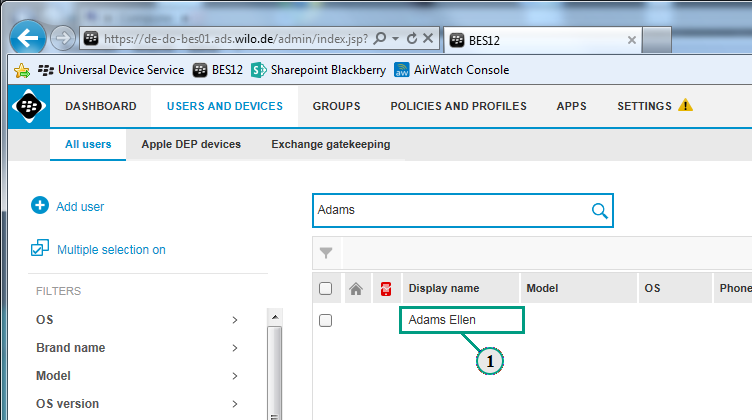 https://de-do-bes01.ads.wilo.de/admin/index.jsp?
BES12
Universal Device Service BES12 Sharepoint Blackberry AirWatch Console
DASHBOARD USERS AND DEVICES GROUPS POLICIES AND PROFILES APPS SETTINGS
All users Apple DEP devices Exchange gatekeeping
Add user
Adams
Multiple selection on
FILTERS
Display name Model OS Phone
OS
Adams Ellen
Brand name
1
Model
OS version